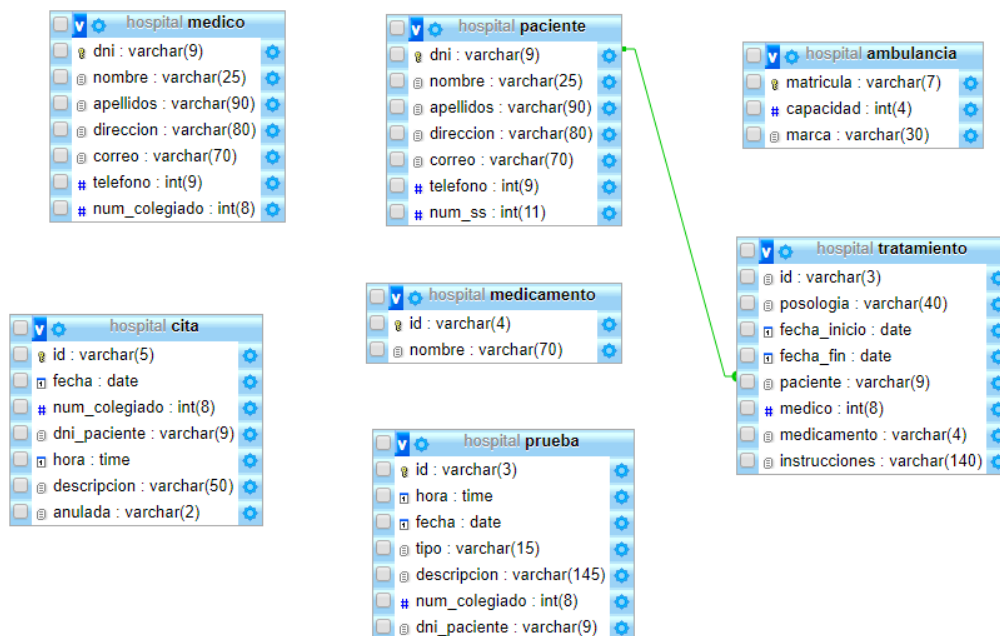 hospital medico
dni : varchar(9)
nombre : varchar(25)
apellidos : varchar(90)
direccion : varchar(80)
correo : varchar(70)
telefono : int(9)
num_colegiado : int(8)
hospital paciente
dni : varchar(9)
nombre : varchar(25)
apellidos : varchar(90)
direccion : varchar(80)
correo : varchar(70)
telefono : int(9)
num_ss : int(11)
hospital ambulancia
matricula : varchar(7)
capacidad : int(4)
marca : varchar(30)
hospital tratamiento
id : varchar(3)
posologia : varchar(40)
fecha_inicio : date
fecha_fin : date
paciente : varchar(9)
medico : int(8)
medicamento : varchar(4)
instrucciones : varchar(140)
hospital medicamento
id : varchar(4)
nombre : varchar(70)
hospital cita
id : varchar(5)
fecha : date
num_colegiado : int(8)
dni_paciente : varchar(9)
hora : time
descripcion : varchar(50)
anulada : varchar(2)
hospital prueba
id : varchar(3)
hora : time
fecha : date
tipo : varchar(15)
descripcion : varchar(145)
num_colegiado : int(8)
dni_paciente : varchar(9)